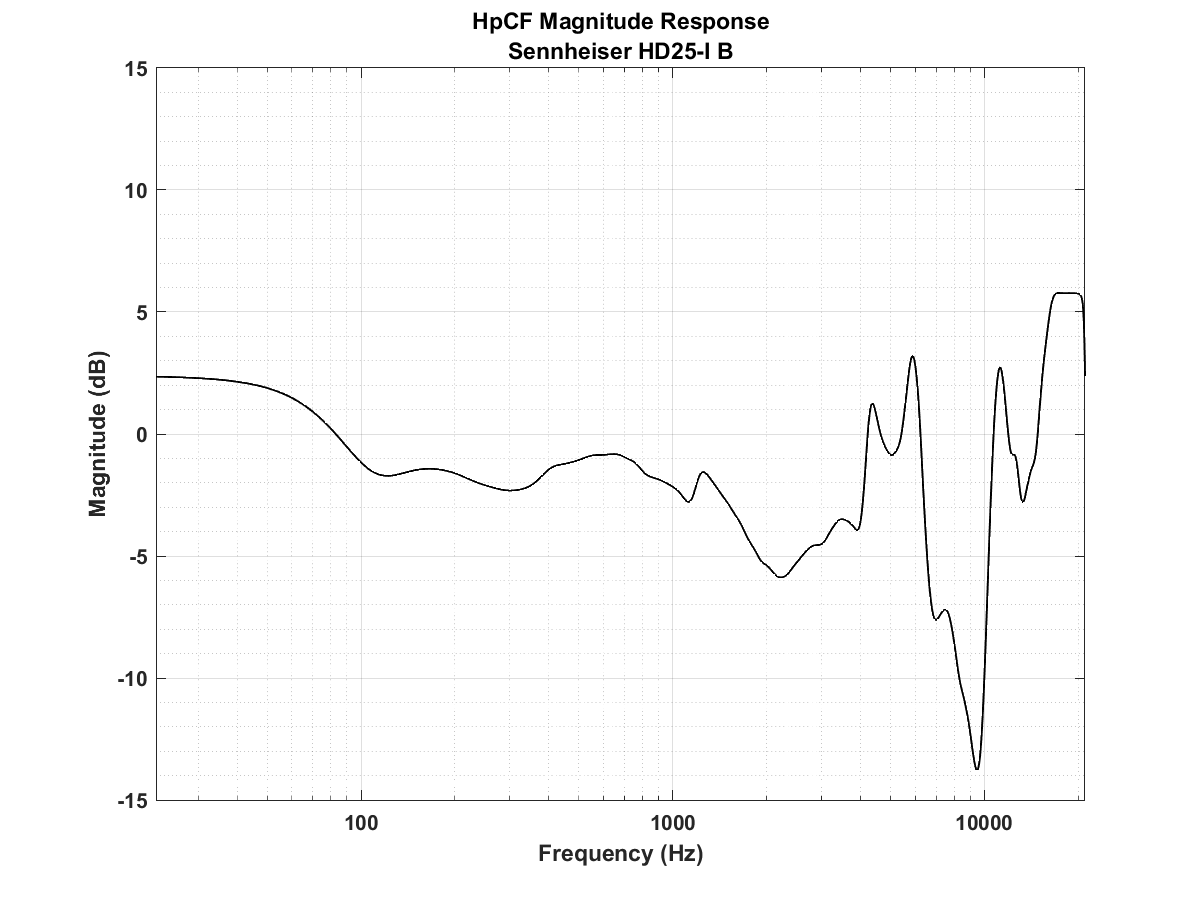 HpCF Magnitude Response
Sennheiser HD25-I B
15
10
5
0
-5
-10
-15
Magnitude (dB)
100
1000
10000
Frequency (Hz)